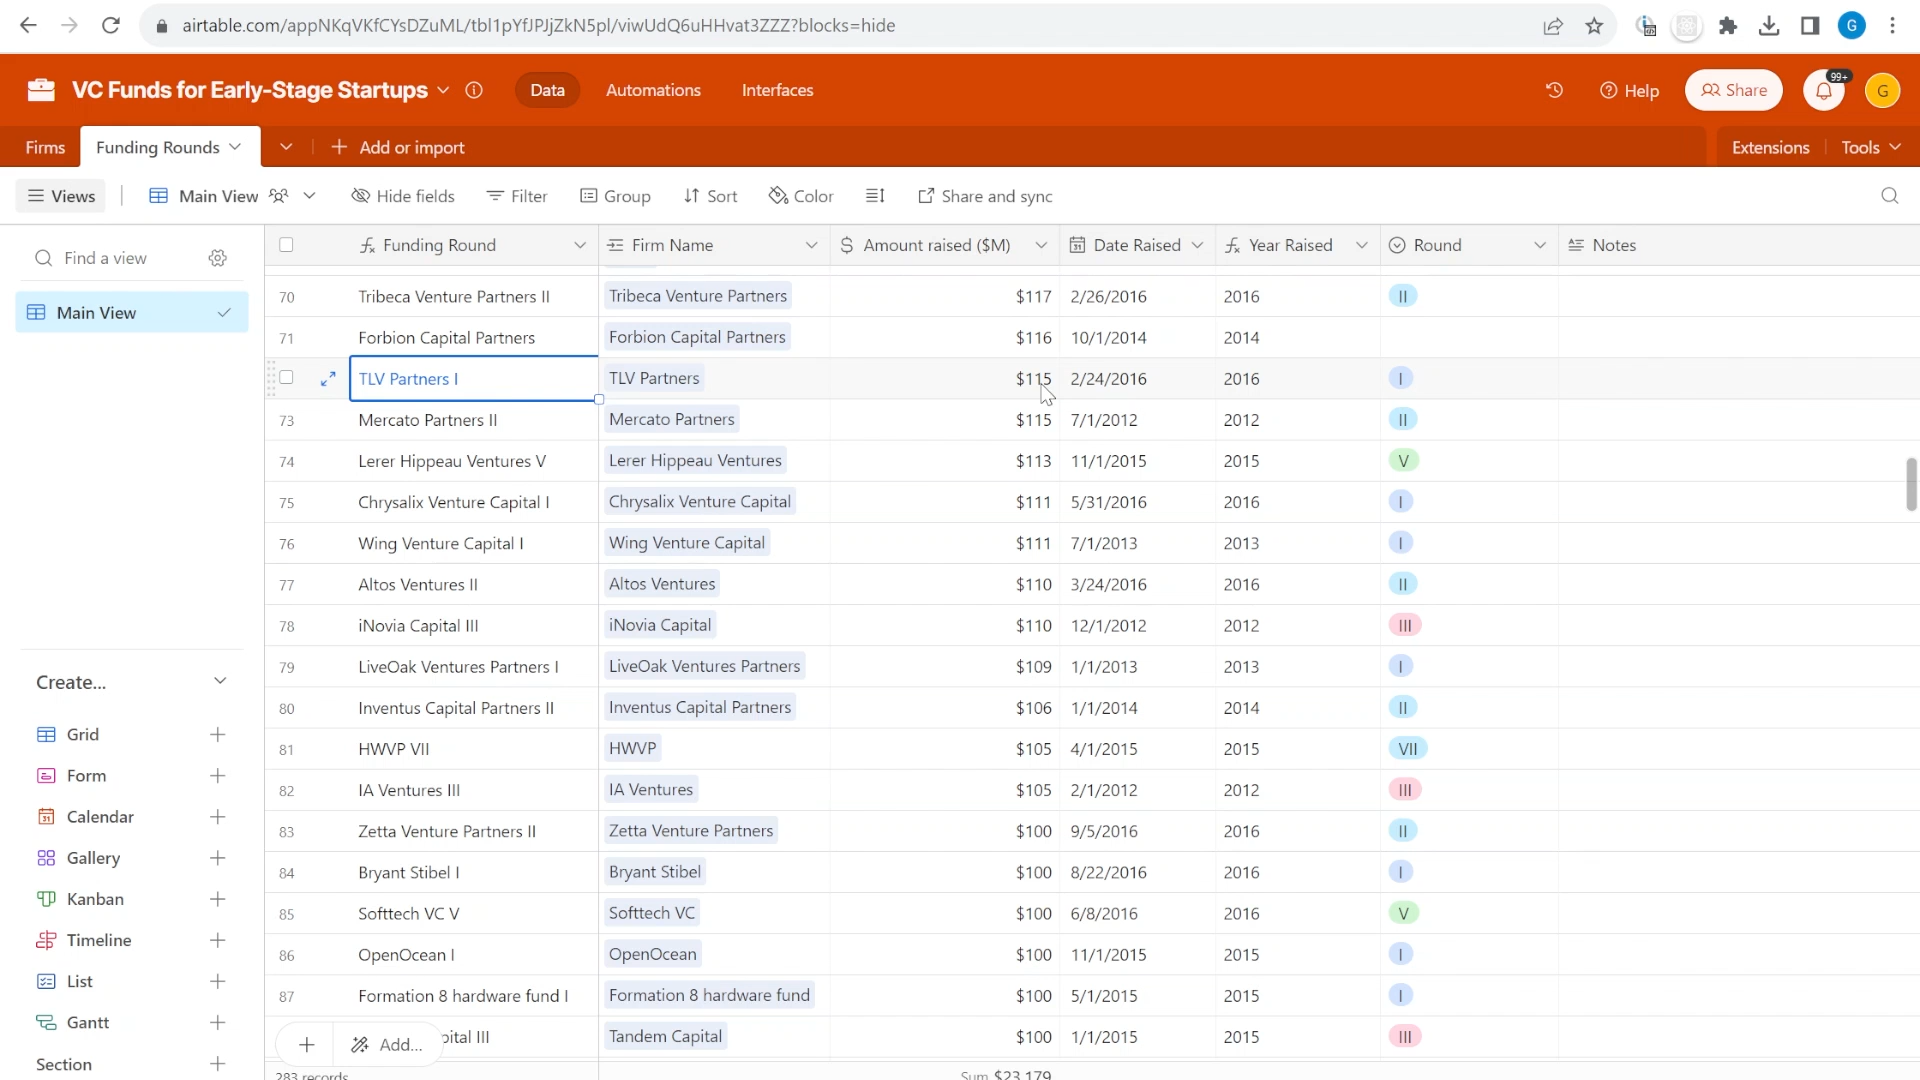 airtable.com/appNKqVKfCYsDZuML/tbl1pYfJPJjZkN5pl/viwUdQ6uHHvat3ZZZ?blocks=hide
G
VC Funds for Early-Stage Startups
Data
Automations
Interfaces
Help
Share
99+
G
Firms
Funding Rounds
Add or import
Extensions
Tools
Views
Main View
Hide fields
Filter
Group
Sort
Color
Share and sync
Find a view
Main View
Create...
Grid
Form
Calendar
Gallery
Kanban
Timeline
List
Gantt
Section
Funding Round Firm Name Amount raised ($M) Date Raised Year Raised Round Notes
70 Tribeca Venture Partners II Tribeca Venture Partners $117 2/26/2016 2016 II
71 Forbion Capital Partners Forbion Capital Partners $116 10/1/2014 2014
TLV Partners I TLV Partners $115 2/24/2016 2016 I
73 Mercato Partners II Mercato Partners $115 7/1/2012 2012 II
74 Lerer Hippeau Ventures V Lerer Hippeau Ventures $113 11/1/2015 2015 V
75 Chrysalix Venture Capital I Chrysalix Venture Capital $111 5/31/2016 2016 I
76 Wing Venture Capital I Wing Venture Capital $111 7/1/2013 2013 I
77 Altos Ventures II Altos Ventures $110 3/24/2016 2016 II
78 iNovia Capital III iNovia Capital $110 12/1/2012 2012 III
79 LiveOak Ventures Partners I LiveOak Ventures Partners $109 1/1/2013 2013 I
80 Inventus Capital Partners II Inventus Capital Partners $106 1/1/2014 2014 II
81 HWVP VII HWVP $105 4/1/2015 2015 VII
82 IA Ventures III IA Ventures $105 2/1/2012 2012 III
83 Zetta Venture Partners II Zetta Venture Partners $100 9/5/2016 2016 II
84 Bryant Stibel I Bryant Stibel $100 8/22/2016 2016 I
85 Softtech VC V Softtech VC $100 6/8/2016 2016 V
86 OpenOcean I OpenOcean $100 11/1/2015 2015 I
87 Formation 8 hardware fund I Formation 8 hardware fund $100 5/1/2015 2015 I
Add... pital III Tandem Capital $100 1/1/2015 2015 III
283 records Sum $23,179